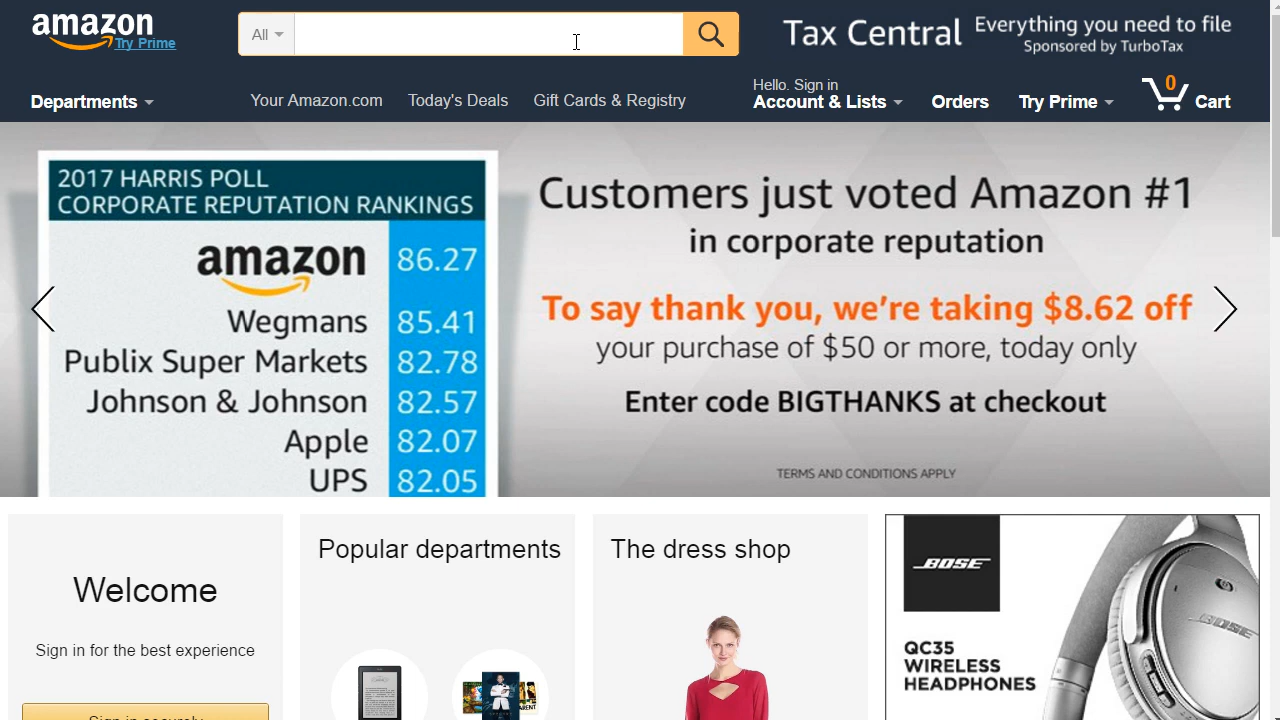 amazon
Try Prime
All
Tax Central
Everything you need to file
Sponsored by TurboTax
Departments
Your Amazon.com
Today's Deals
Gift Cards & Registry
Hello. Sign in
Account & Lists
Orders
Try Prime
0
Cart
2017 HARRIS POLL
CORPORATE REPUTATION RANKINGS
amazon 86.27
Wegmans 85.41
Publix Super Markets 82.78
Johnson & Johnson 82.57
Apple 82.07
UPS 82.05
Customers just voted Amazon #1
in corporate reputation
To say thank you, we're taking $8.62 off
your purchase of $50 or more, today only
Enter code BIGTHANKS at checkout
TERMS AND CONDITIONS APPLY
Welcome
Sign in for the best experience
Sign in securely
Popular departments
The dress shop
BOSE
BOSE
QC35
WIRELESS
HEADPHONES